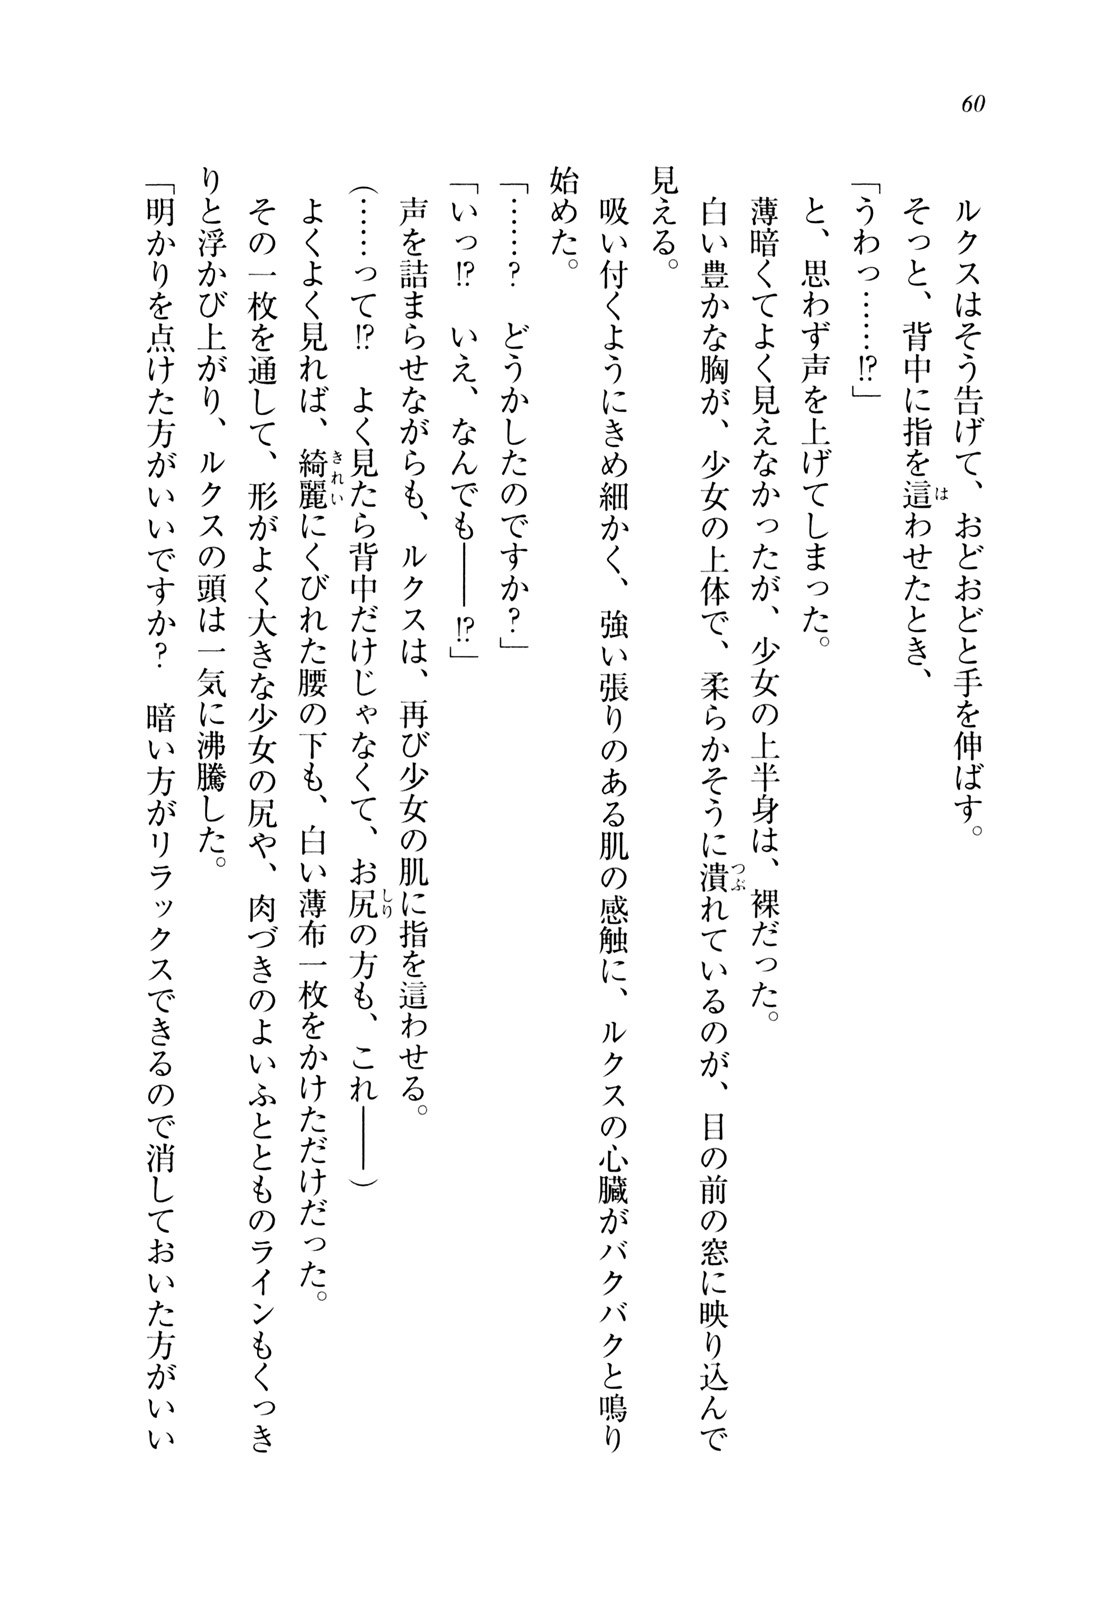 60
ルクスはそう告げて、おどおどと手を伸ばす。
そっと、背中に指を這わせたとき、
「うわっ……!?」
と、思わず声を上げてしまった。
薄暗くてよく見えなかったが、少女の上半身は、裸だった。
白い豊かな胸が、少女の上体で、柔らかそうに潰れているのが、目の前の窓に映り込んで
見える。
吸い付くようにきめ細かく、強い張りのある肌の感触に、ルクスの心臓がバクバクと鳴り
始めた。
「……?　どうかしたのですか?」
「いっ!?　いえ、なんでも――!?」
声を詰まらせながらも、ルクスは、再び少女の肌に指を這わせる。
(……って!?　よく見たら背中だけじゃなくて、お尻の方も、これ――)
よくよく見れば、綺麗にくびれた腰の下も、白い薄布一枚をかけただけだった。
その一枚を通して、形がよく大きな少女の尻や、肉づきのよいふとももののラインもくっき
りと浮かび上がり、ルクスの頭は一気に沸騰した。
「明かりを点けた方がいいですか?　暗い方がリラックスできるので消しておいた方がいい